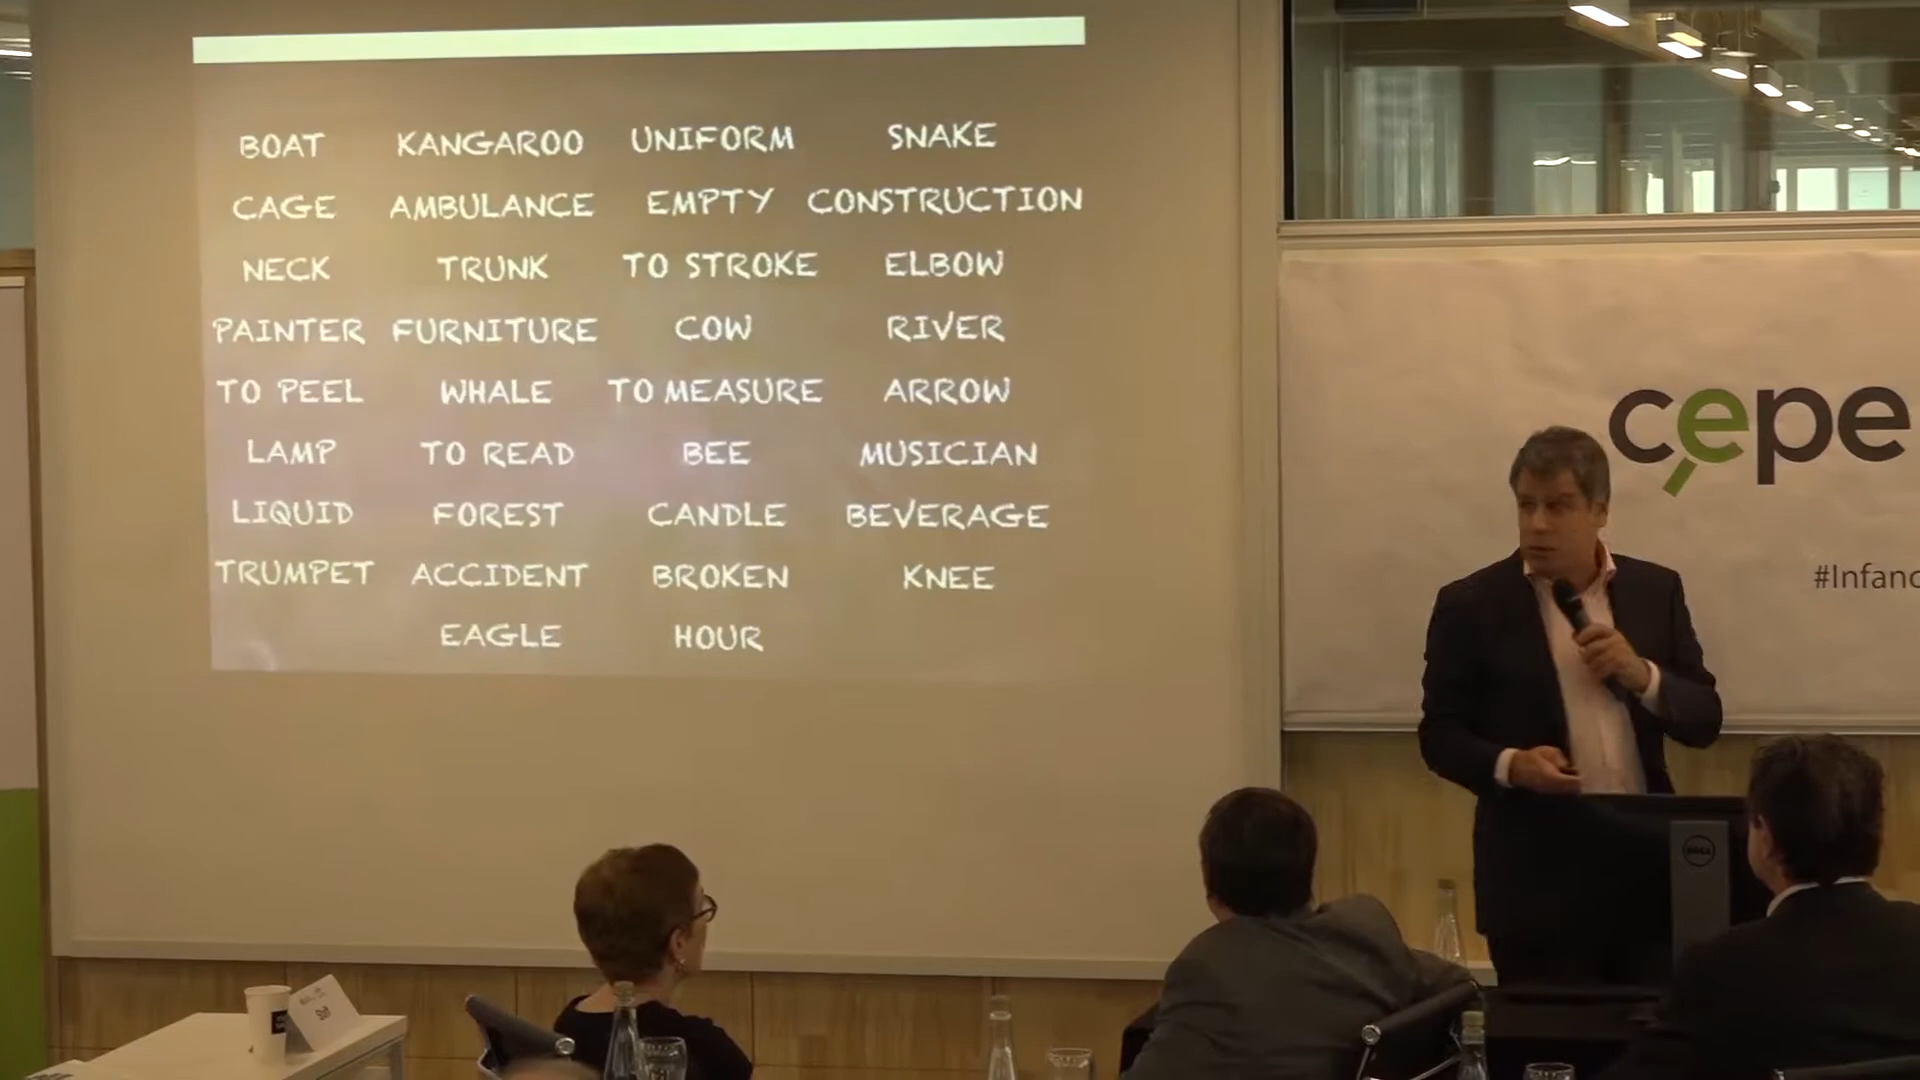 BOAT KANGAROO UNIFORM SNAKE
CAGE AMBULANCE EMPTY CONSTRUCTION
NECK TRUNK TO STROKE ELBOW
PAINTER FURNITURE COW RIVER
TO PEEL WHALE TO MEASURE ARROW
LAMP TO READ BEE MUSICIAN
LIQUID FOREST CANDLE BEVERAGE
TRUMPET ACCIDENT BROKEN KNEE
EAGLE HOUR
cepe
#Infanc
DELL
Staff